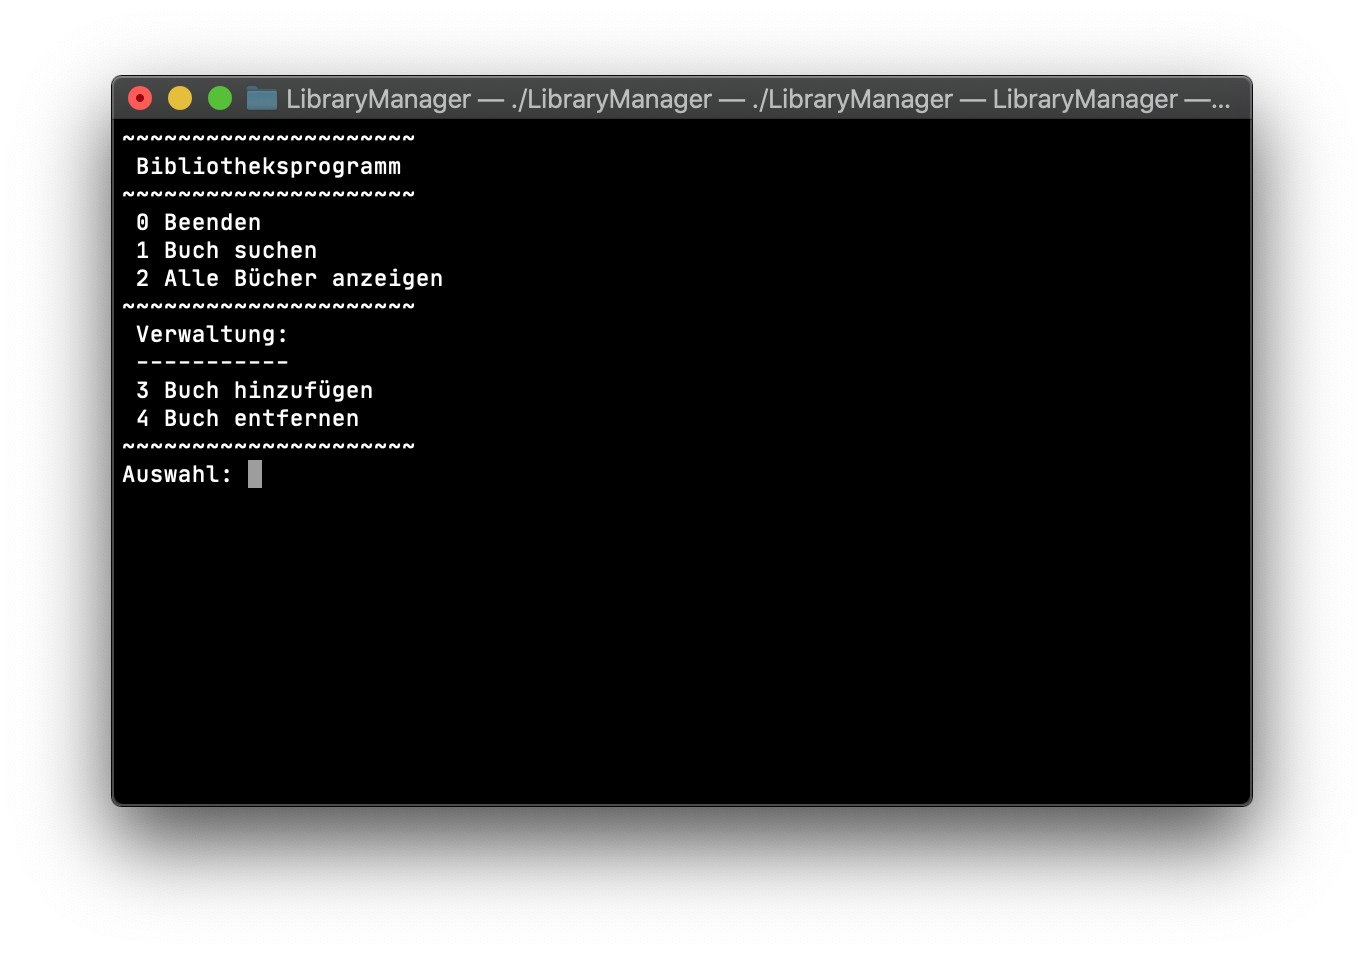 LibraryManager — ./LibraryManager — ./LibraryManager — LibraryManager —...
~~~~~~~~~~~~~~~~~~~~~
Bibliotheksprogramm
~~~~~~~~~~~~~~~~~~~~~
0 Beenden
1 Buch suchen
2 Alle Bücher anzeigen
~~~~~~~~~~~~~~~~~~~~~
Verwaltung:
-----------
3 Buch hinzufügen
4 Buch entfernen
~~~~~~~~~~~~~~~~~~~~~
Auswahl: